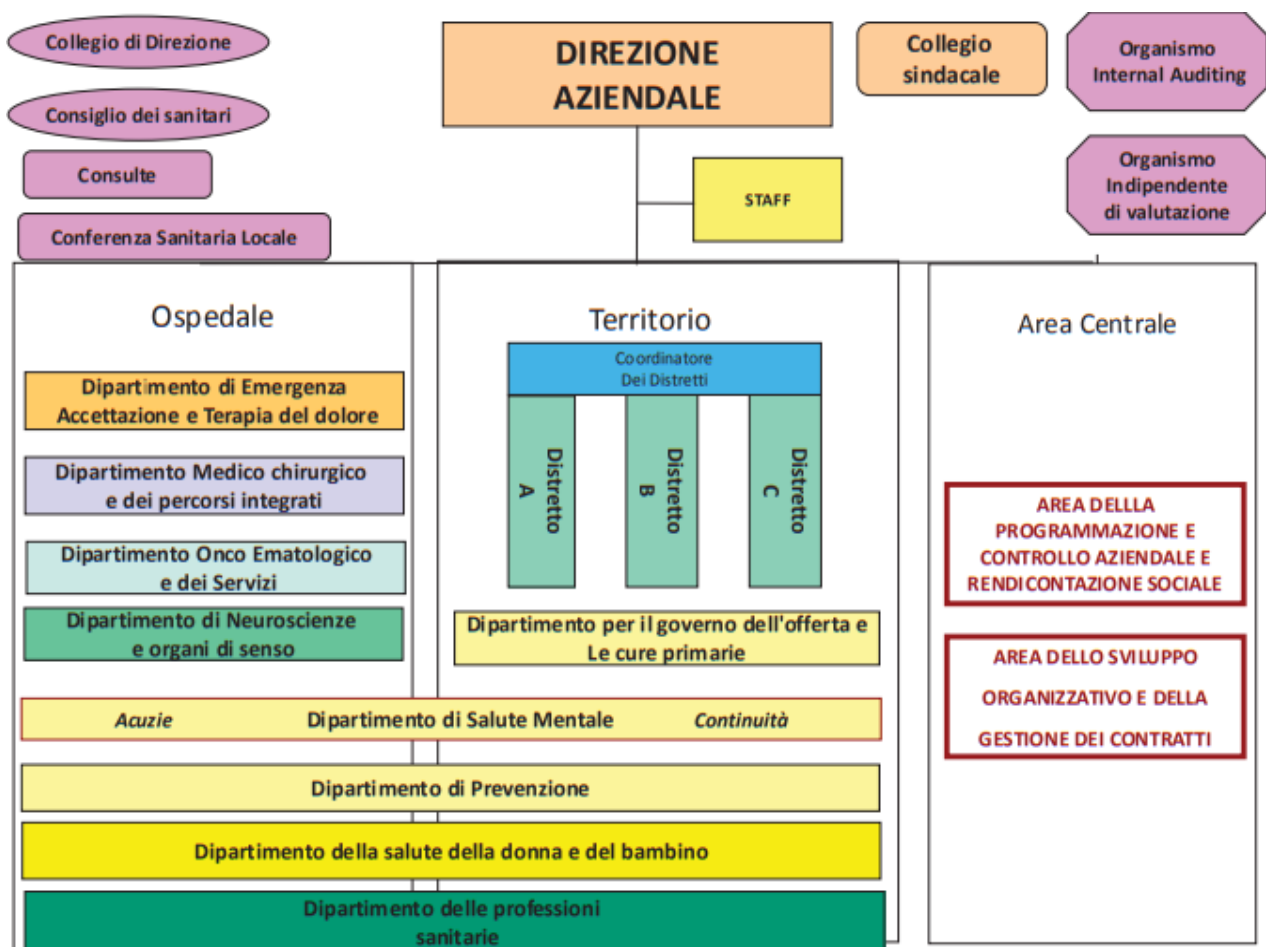 Collegio di Direzione
Consiglio dei sanitari
Consulte
Conferenza Sanitaria Locale
DIREZIONE
AZIENDALE
STAFF
Collegio
sindacale
Organismo
Internal Auditing
Organismo
Indipendente
di valutazione
Ospedale
Dipartimento di Emergenza
Accettazione e Terapia del dolore
Dipartimento Medico chirurgico
e dei percorsi integrati
Dipartimento Onco Ematologico
e dei Servizi
Dipartimento di Neuroscienze
e organi di senso
Territorio
Coordinatore
Dei Distretti
Distretto
A
Distretto
B
Distretto
C
Dipartimento per il governo dell'offerta e
Le cure primarie
Acuzie Dipartimento di Salute Mentale Continuità
Dipartimento di Prevenzione
Dipartimento della salute della donna e del bambino
Dipartimento delle professioni
sanitarie
Area Centrale
AREA DELLLA
PROGRAMMAZIONE E
CONTROLLO AZIENDALE E
RENDICONTAZIONE SOCIALE
AREA DELLO SVILUPPO
ORGANIZZATIVO E DELLA
GESTIONE DEI CONTRATTI